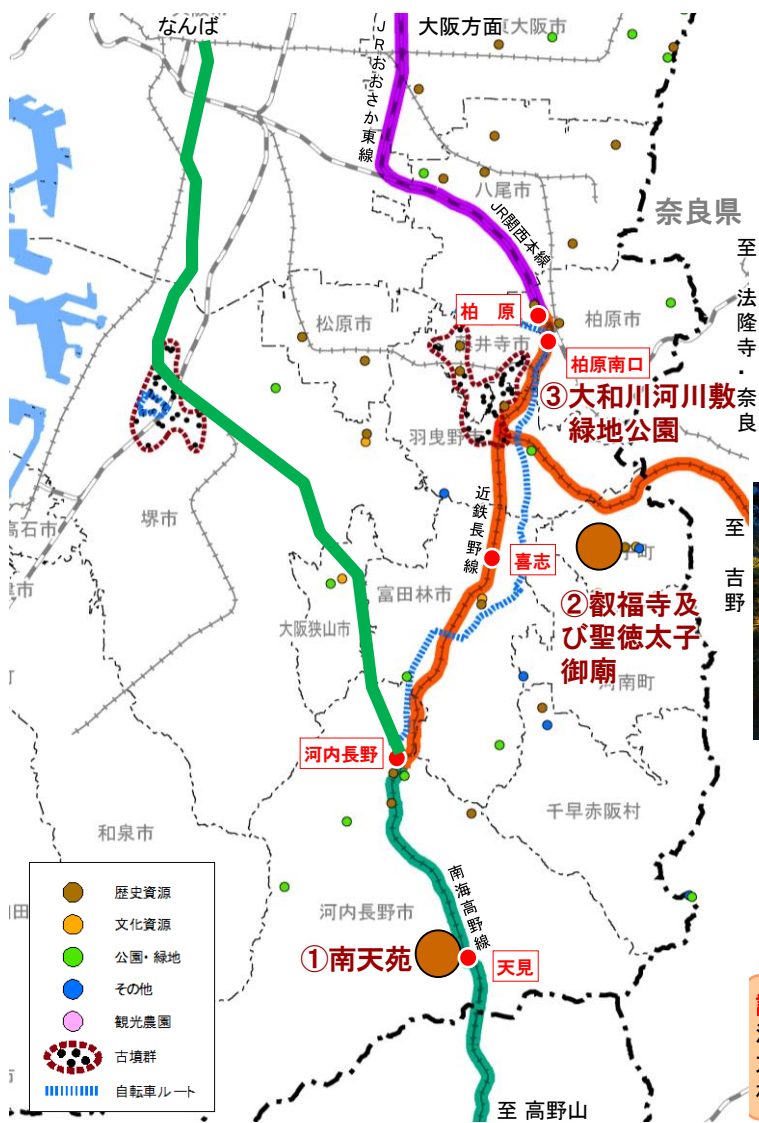 なんば
大阪方面
東大阪市
JRおおさか東線
八尾市
奈良県
JR関西本線
至 法隆寺・奈良
柏 原
柏原市
松原市
井寺市
柏原南口
③大和川河川敷
緑地公園
羽曳野
堺市
高石市
近鉄長野線
喜志
子町
至 吉野
富田林市
②叡福寺及
び聖徳太子
御廟
大阪狭山市
河南町
河内長野
千早赤阪村
和泉市
歴史資源
文化資源
公園・緑地
その他
観光農園
古墳群
自転車ルート
河内長野市
南海高野線
①南天苑
天見
至 高野山